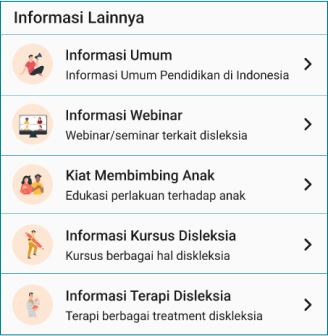 Informasi Lainnya
Informasi Umum
Informasi Umum Pendidikan di Indonesia
Informasi Webinar
Webinar/seminar terkait disleksia
Kiat Membimbing Anak
Edukasi perlakuan terhadap anak
Informasi Kursus Disleksia
Kursus berbagai hal diskleksia
Informasi Terapi Disleksia
Terapi berbagai treatment diskleksia